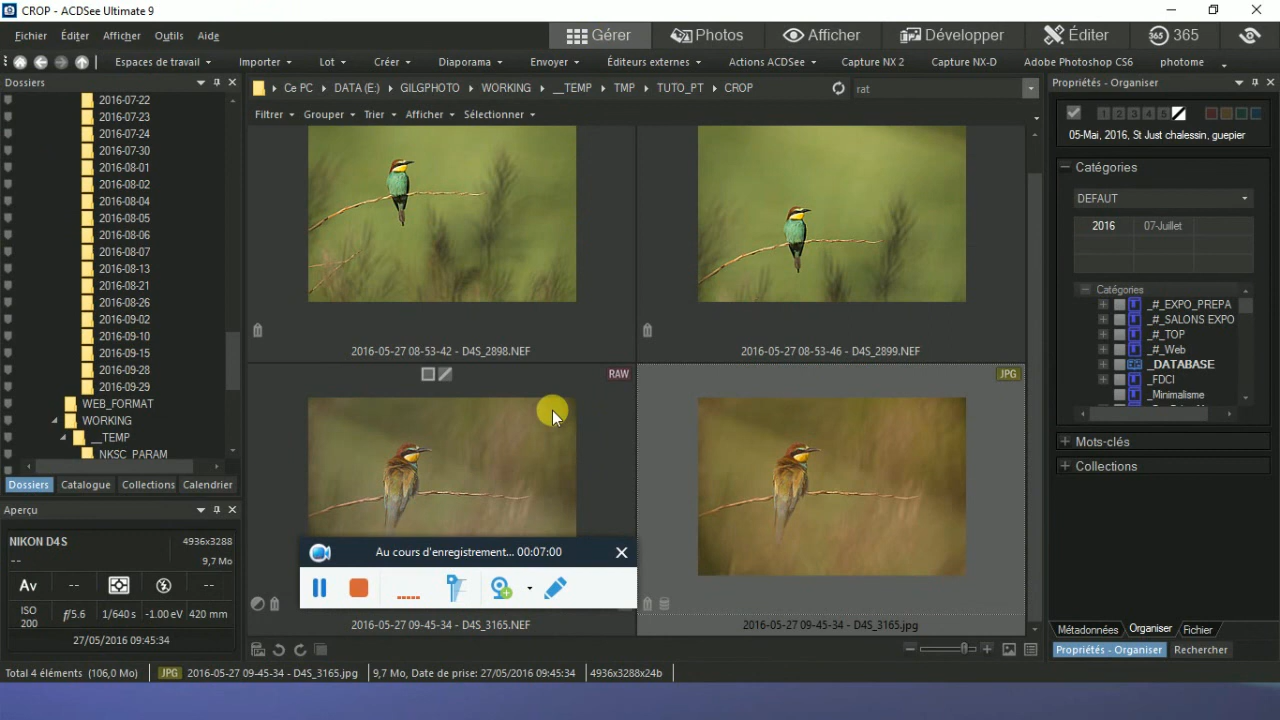 CROP - ACDSee Ultimate 9
Fichier Éditer Afficher Outils Aide
Gérer Photos Afficher Développer Éditer 365
Espaces de travail Importer Lot Créer Diaporama Envoyer Éditeurs externes Actions ACDSee Capture NX 2 Capture NX-D Adobe Photoshop CS6 photome
Dossiers
2016-07-22
2016-07-23
2016-07-24
2016-07-30
2016-08-01
2016-08-02
2016-08-04
2016-08-05
2016-08-06
2016-08-07
2016-08-13
2016-08-21
2016-08-26
2016-09-02
2016-09-10
2016-09-15
2016-09-28
2016-09-29
WEB_FORMAT
WORKING
__TEMP
NKSC_PARAM
Dossiers Catalogue Collections Calendrier
Aperçu
NIKON D4S 4936x3288
-- 9,7 Mo
Av -- --
ISO 200 f/5.6 1/640 s -1.00 eV 420 mm
27/05/2016 09:45:34
Ce PC DATA (E:) GILGPHOTO WORKING __TEMP TMP TUTO_PT CROP rat
Filtrer Grouper Trier Afficher Sélectionner
2016-05-27 08-53-42 - D4S_2898.NEF
2016-05-27 08-53-46 - D4S_2899.NEF
RAW
JPG
Au cours d'enregistrement... 00:07:00
2016-05-27 09-45-34 - D4S_3165.NEF
2016-05-27 09-45-34 - D4S_3165.jpg
Propriétés - Organiser
1 2 3 4 5
05-Mai, 2016, St Just chalessin, guepier
Catégories
DEFAUT
2016 07-Juillet
Catégories
_#_EXPO_PREPA
_#_SALONS EXPO
_#_TOP
_#_Web
_DATABASE
_FDCI
_Minimalisme
Mots-clés
Collections
Métadonnées Organiser Fichier
Propriétés - Organiser Rechercher
Total 4 éléments (106,0 Mo) JPG 2016-05-27 09-45-34 - D4S_3165.jpg 9,7 Mo, Date de prise: 27/05/2016 09:45:34 4936x3288x24b